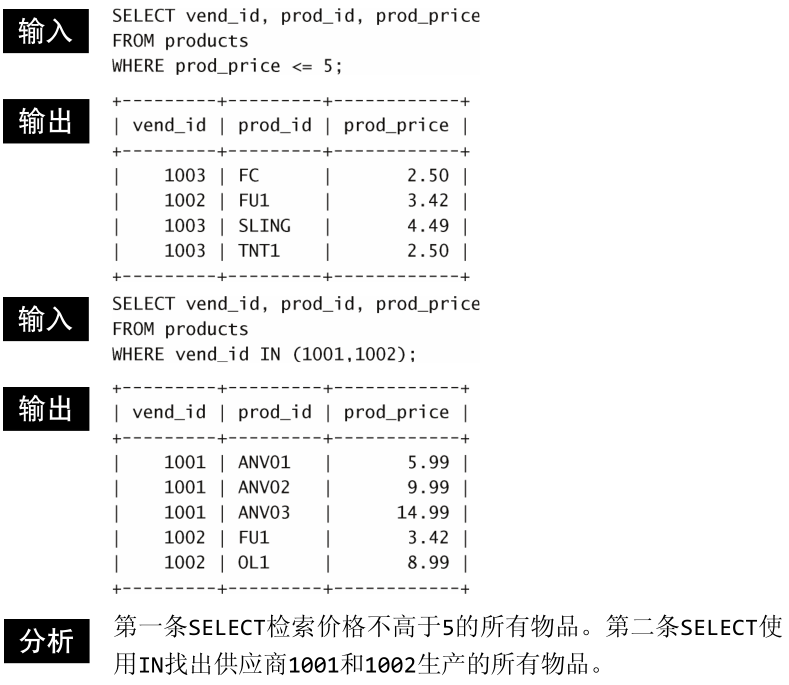 输入
SELECT vend_id, prod_id, prod_price
FROM products
WHERE prod_price <= 5;
输出
+---------+---------+------------+
| vend_id | prod_id | prod_price |
+---------+---------+------------+
|    1003 | FC      |       2.50 |
|    1002 | FU1     |       3.42 |
|    1003 | SLING   |       4.49 |
|    1003 | TNT1    |       2.50 |
+---------+---------+------------+
输入
SELECT vend_id, prod_id, prod_price
FROM products
WHERE vend_id IN (1001,1002);
输出
+---------+---------+------------+
| vend_id | prod_id | prod_price |
+---------+---------+------------+
|    1001 | ANV01   |       5.99 |
|    1001 | ANV02   |       9.99 |
|    1001 | ANV03   |      14.99 |
|    1002 | FU1     |       3.42 |
|    1002 | OL1     |       8.99 |
+---------+---------+------------+
分析
第一条SELECT检索价格不高于5的所有物品。第二条SELECT使
用IN找出供应商1001和1002生产的所有物品。